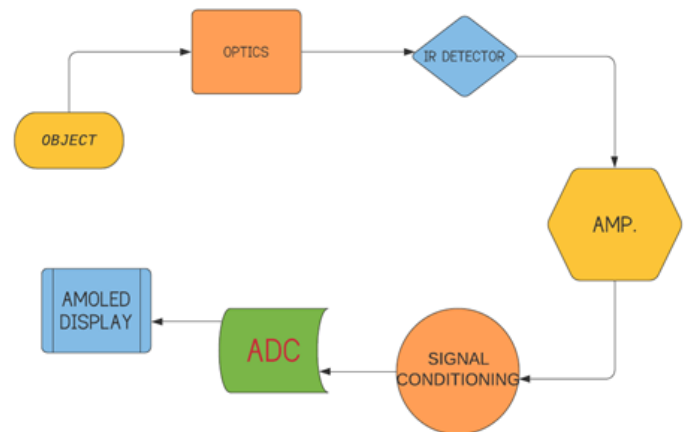 OPTICS
IR DETECTOR
OBJECT
AMP.
AMOLED
DISPLAY
ADC
SIGNAL
CONDITIONING